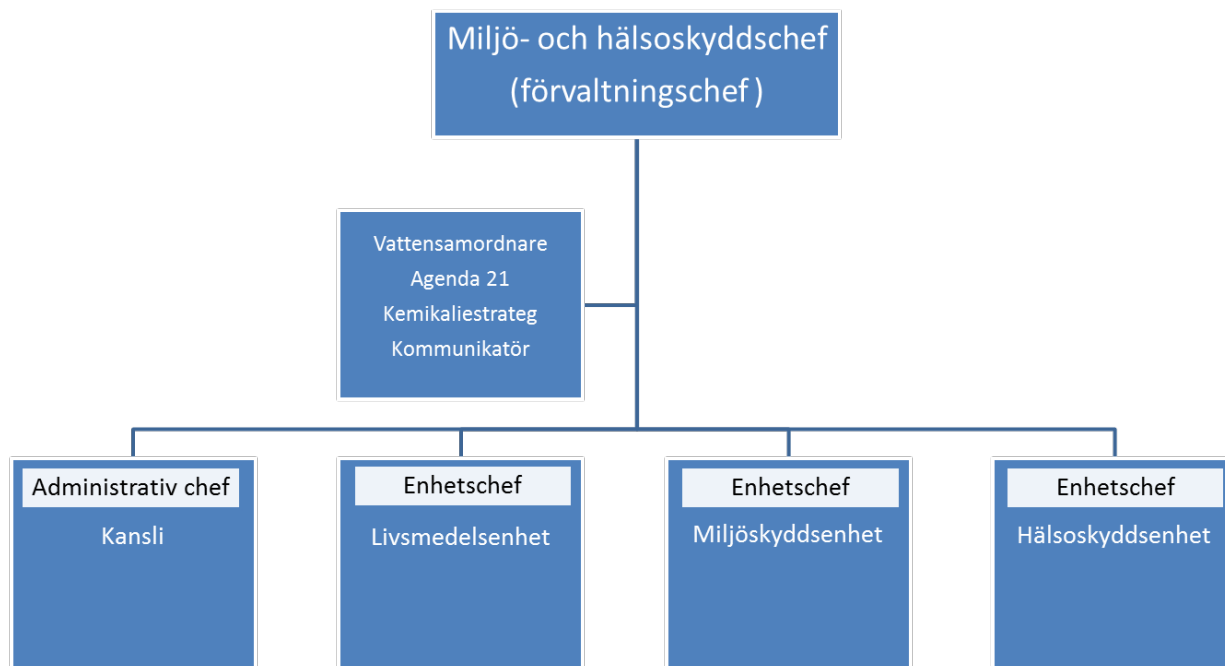 Miljö- och hälsoskyddschef
(förvaltningschef )
Vattensamordnare
Agenda 21
Kemikaliestrateg
Kommunikatör
Administrativ chef
Kansli
Enhetschef
Livsmedelsenhet
Enhetschef
Miljöskyddsenhet
Enhetschef
Hälsoskyddsenhet